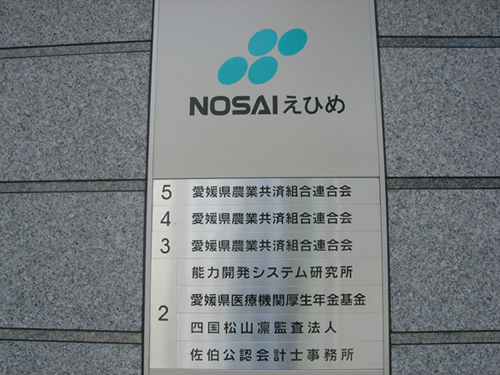 NOSAIえひめ
5 愛媛県農業共済組合連合会
4 愛媛県農業共済組合連合会
3 愛媛県農業共済組合連合会
能力開発システム研究所
2 愛媛県医療機関厚生年金基金
四国松山凛監査法人
佐伯公認会計士事務所